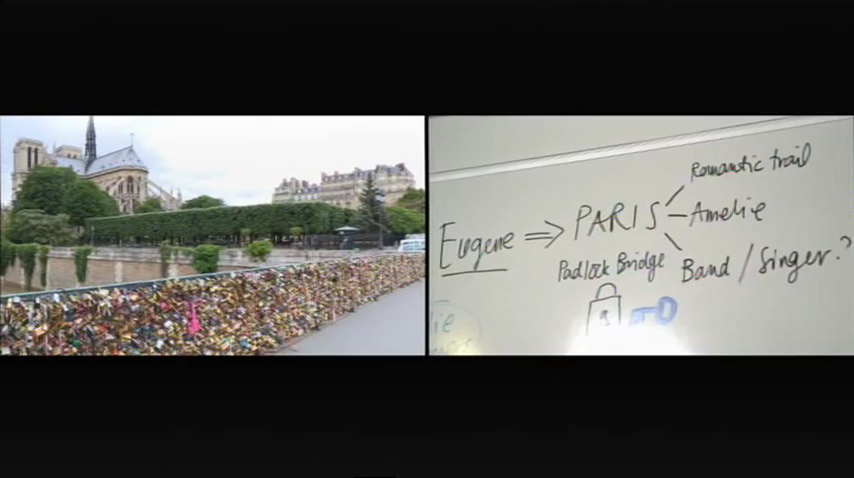 Romantic trail
Eugene ⇒ PARIS – Amelie
Padlock Bridge Band / Singer?